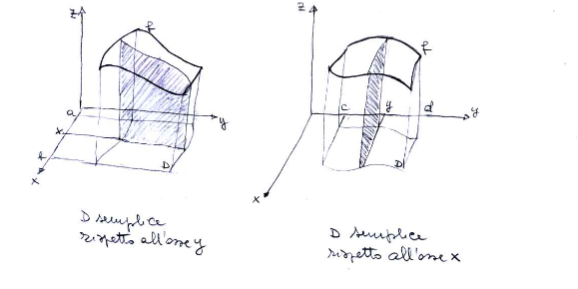 z
f
a
y
x
b
D
x
D semplice
rispetto all'asse y
z
f
c
y
d
y
D
x
D semplice
rispetto all'asse x